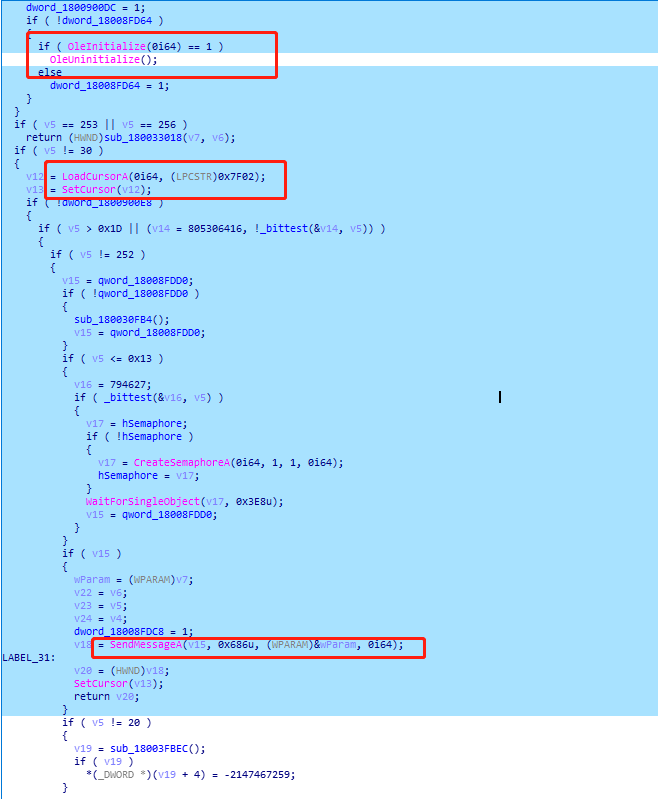 dword_1800900DC = 1;
if ( !dword_18008FD64 )
{
if ( OleInitialize(0i64) == 1 )
OleUninitialize();
else
dword_18008FD64 = 1;
}
}
if ( v5 == 253 || v5 == 256 )
return (HWND)sub_180033018(v7, v6);
if ( v5 != 30 )
{
v12 = LoadCursorA(0i64, (LPCSTR)0x7F02);
v13 = SetCursor(v12);
if ( !dword_1800900E8 )
{
if ( v5 > 0x1D || (v14 = 805306416, !_bittest(&v14, v5)) )
{
if ( v5 != 252 )
{
v15 = qword_18008FDD0;
if ( !qword_18008FDD0 )
{
sub_180030FB4();
v15 = qword_18008FDD0;
}
if ( v5 <= 0x13 )
{
v16 = 794627;
if ( _bittest(&v16, v5) )
{
v17 = hSemaphore;
if ( !hSemaphore )
{
v17 = CreateSemaphoreA(0i64, 1, 1, 0i64);
hSemaphore = v17;
}
WaitForSingleObject(v17, 0x3E8u);
v15 = qword_18008FDD0;
}
}
if ( v15 )
{
wParam = (WPARAM)v7;
v22 = v6;
v23 = v5;
v24 = v4;
dword_18008FDC8 = 1;
v18 = SendMessageA(v15, 0x686u, (WPARAM)&wParam, 0i64);
LABEL_31:
v20 = (HWND)v18;
SetCursor(v13);
return v20;
}
if ( v5 != 20 )
{
v19 = sub_18003FBEC();
if ( v19 )
*(_DWORD *)(v19 + 4) = -2147467259;
}